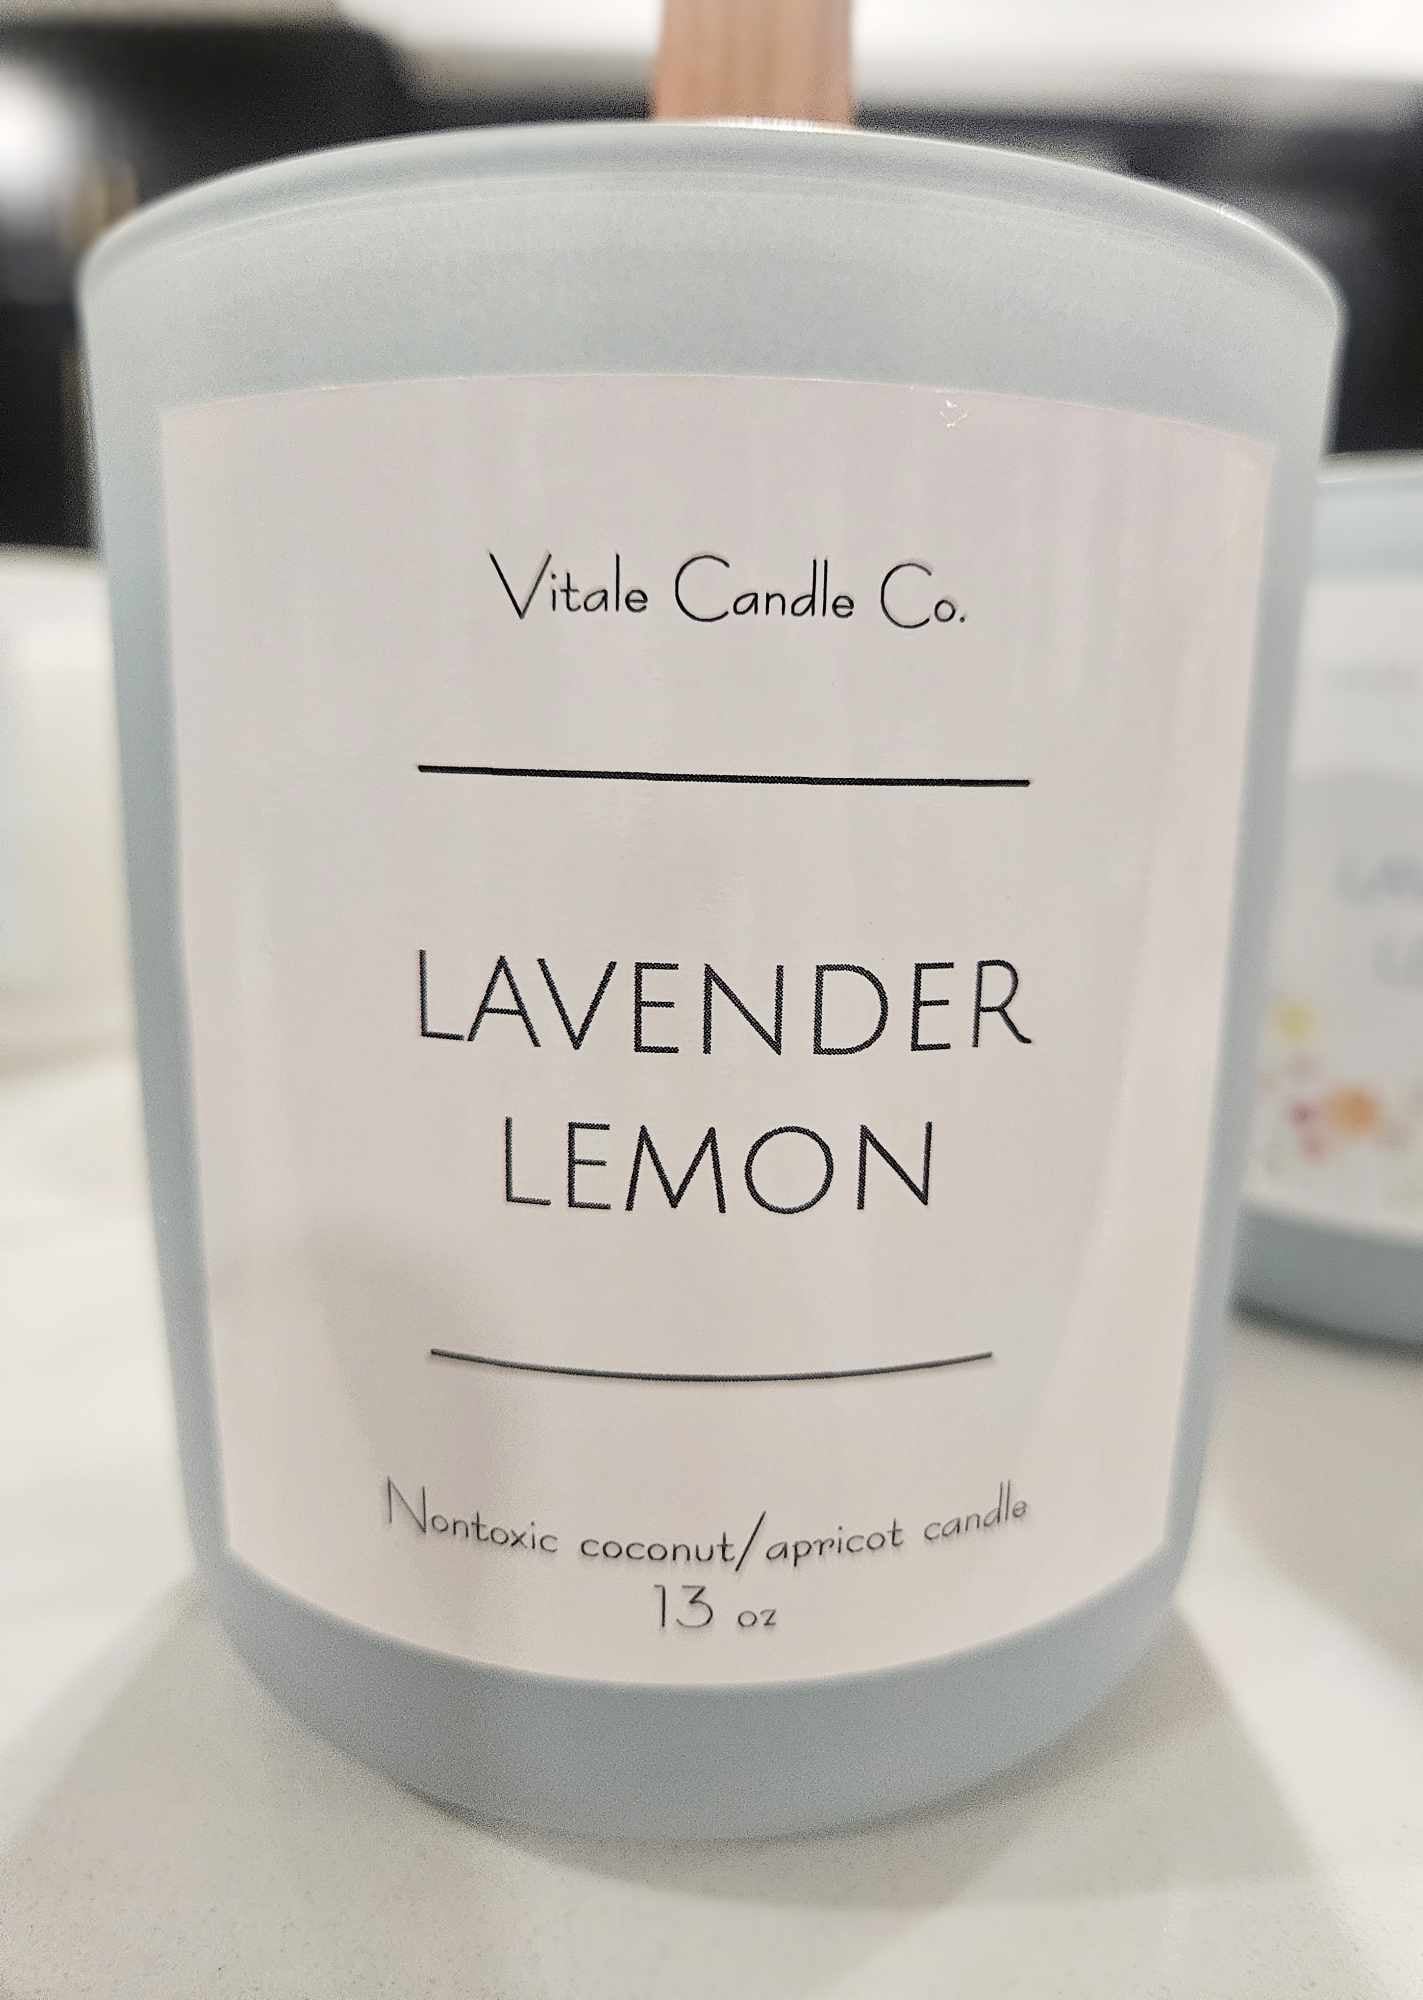 Vitale Candle Co.
LAVENDER
LEMON
Nontoxic coconut/apricot candle
13 oz